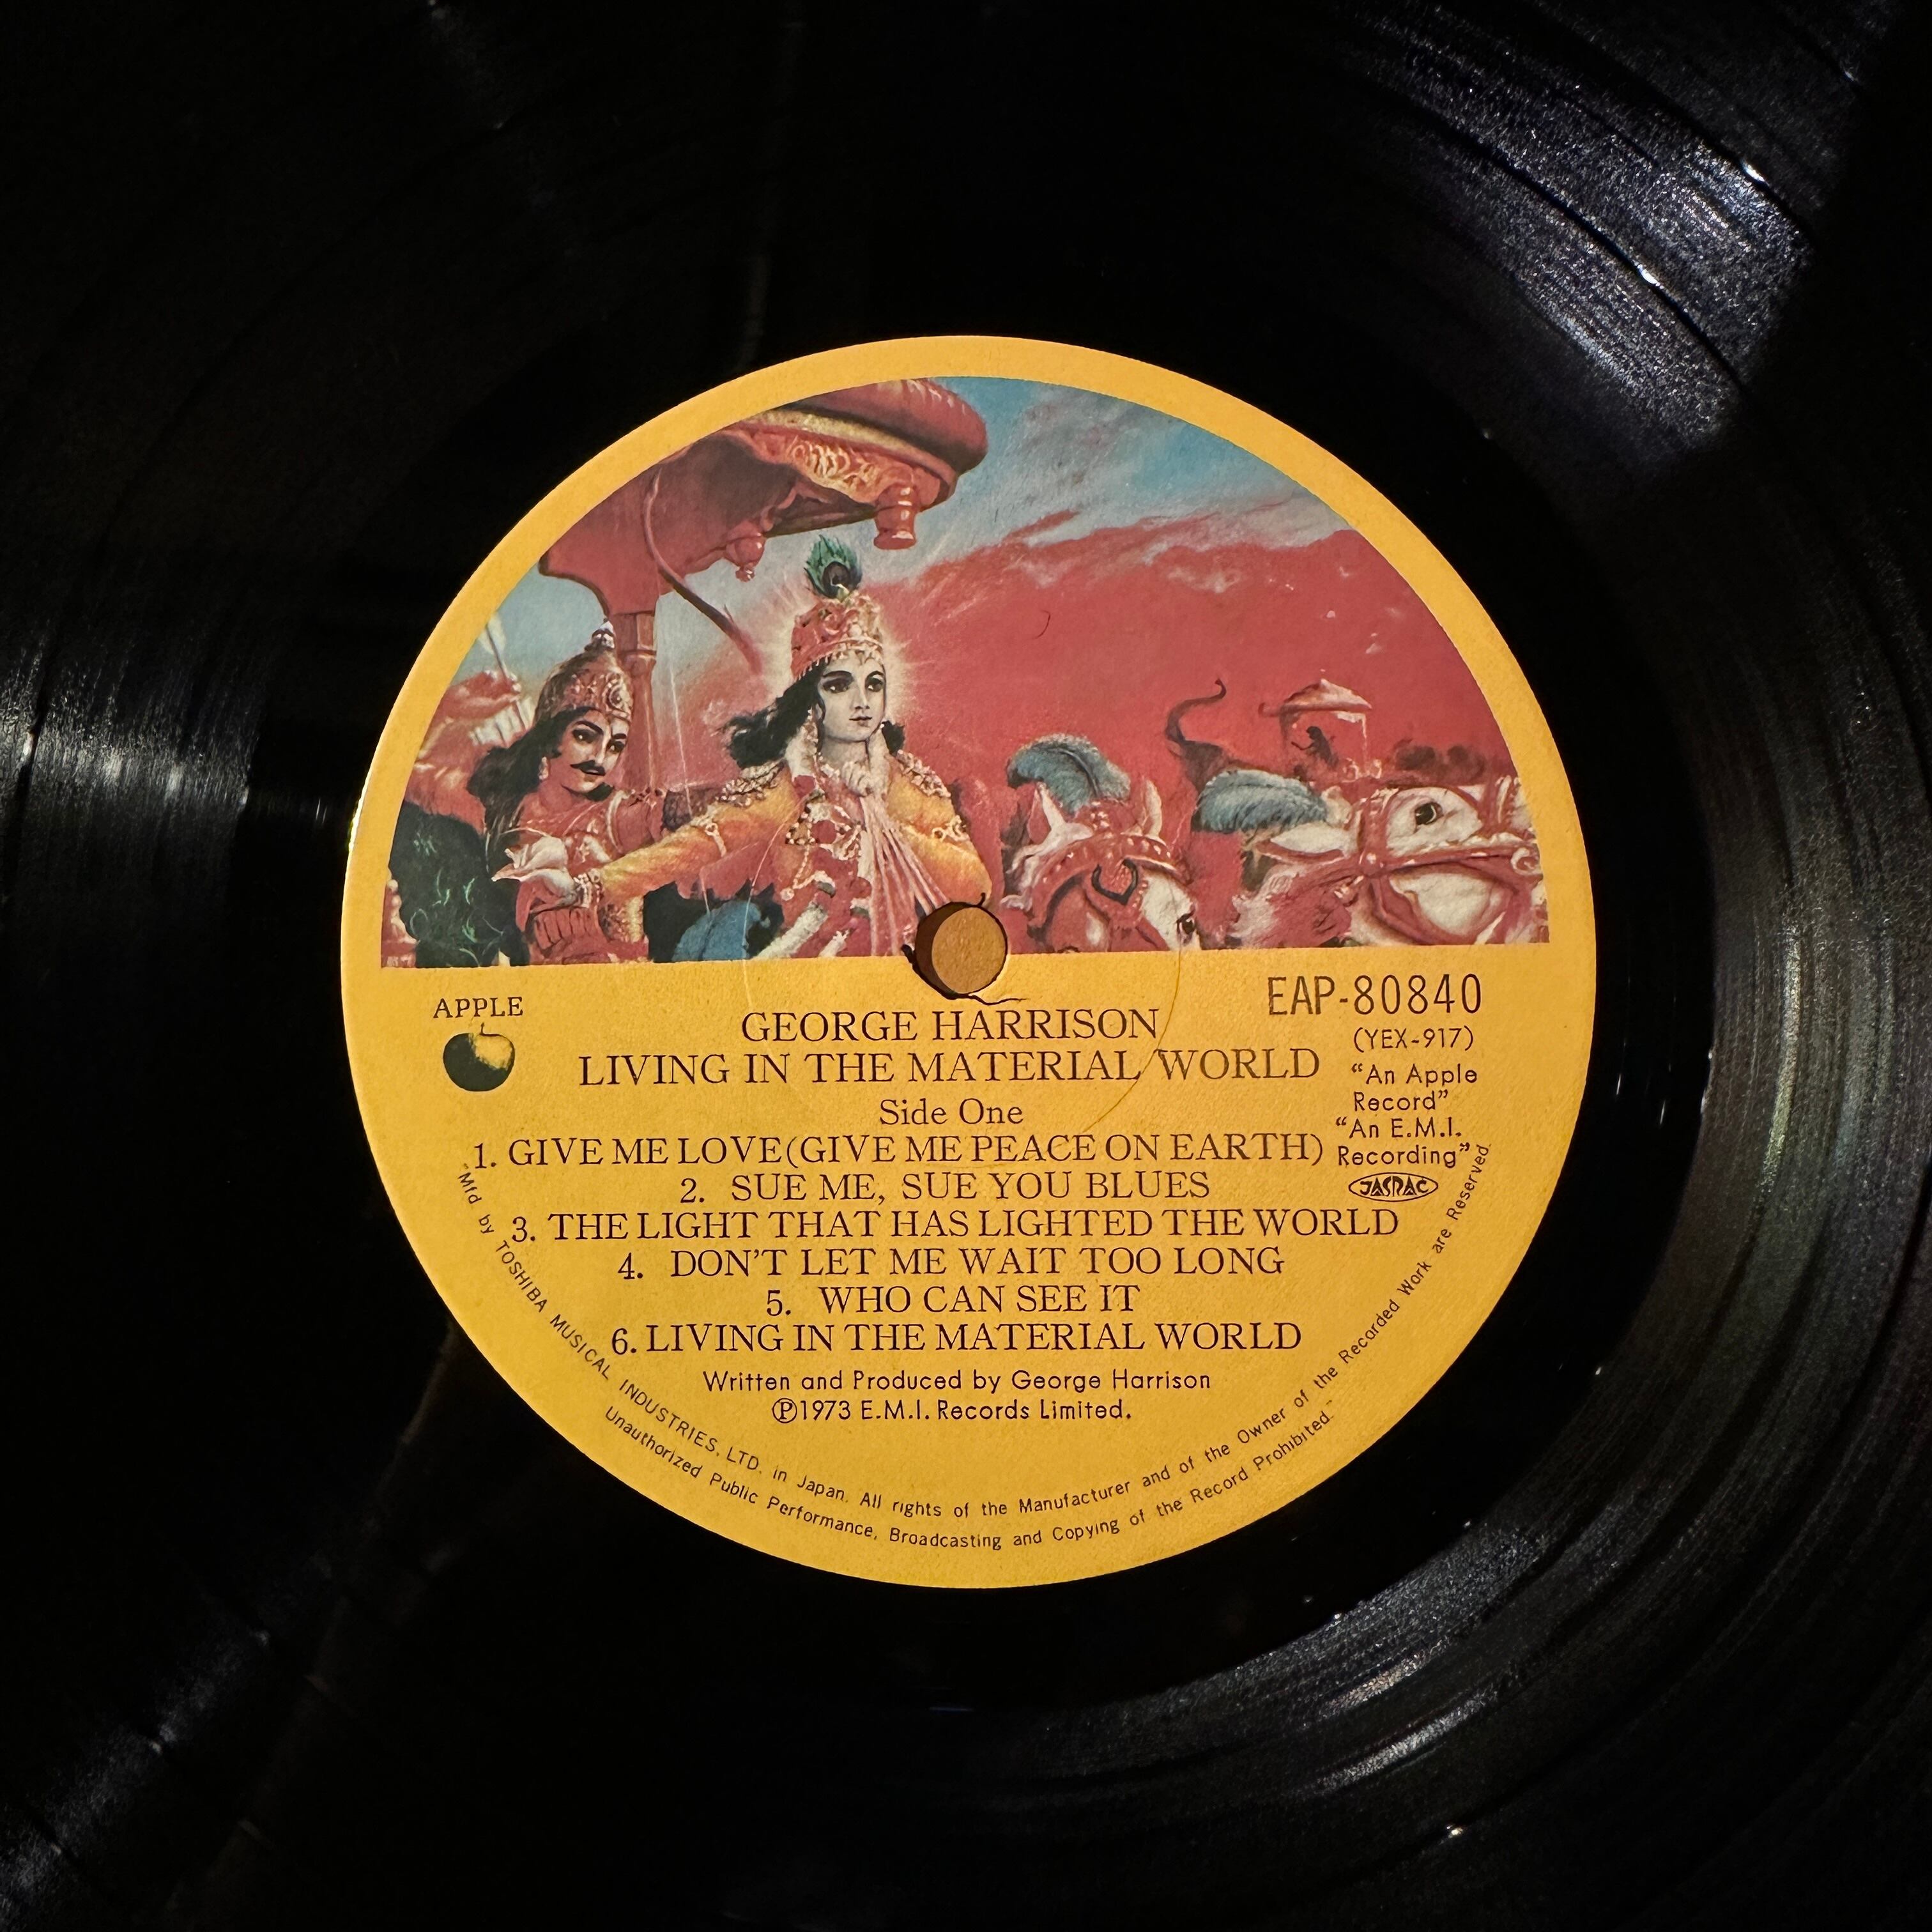 APPLE
EAP-80840
(YEX-917)
GEORGE HARRISON
LIVING IN THE MATERIAL WORLD
"An Apple
Record"
"An E.M.I.
Recording"
JASRAC
Side One
1. GIVE ME LOVE(GIVE ME PEACE ON EARTH)
2. SUE ME, SUE YOU BLUES
3. THE LIGHT THAT HAS LIGHTED THE WORLD
4. DON'T LET ME WAIT TOO LONG
5. WHO CAN SEE IT
6. LIVING IN THE MATERIAL WORLD
Written and Produced by George Harrison
Ⓟ1973 E.M.I. Records Limited.
"Mfd by TOSHIBA MUSICAL INDUSTRIES, LTD. in Japan. All rights of the Manufacturer and of the Owner of the Recorded Work are Reserved.
Unauthorized Public Performance, Broadcasting and Copying of the Record Prohibited."